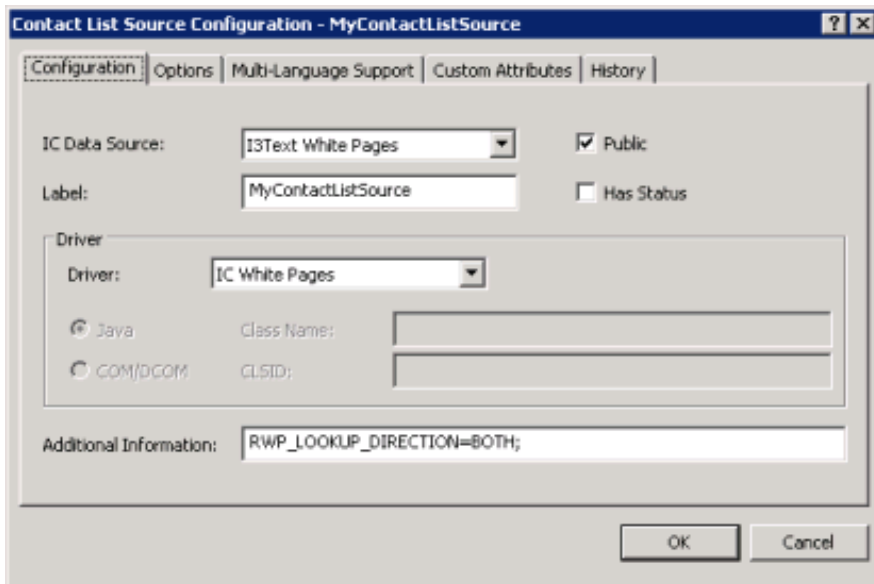 Contact List Source Configuration - MyContactListSource
Configuration Options Multi-Language Support Custom Attributes History
IC Data Source: I3Text White Pages Public
Label: MyContactListSource Has Status
Driver
Driver: IC White Pages
Java Class Name:
COM/DCOM CLSID:
Additional Information: RWP_LOOKUP_DIRECTION=BOTH;
OK Cancel